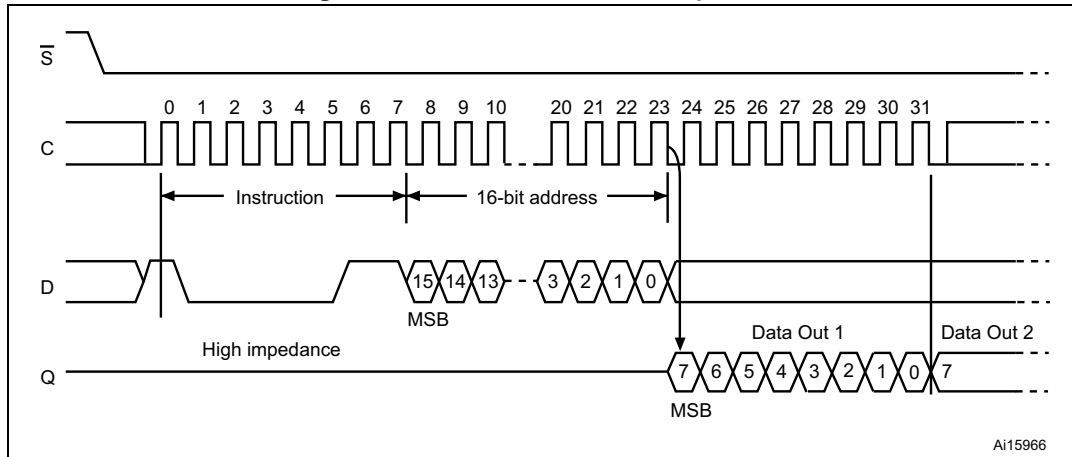 S
0 1 2 3 4 5 6 7 8 9 10 20 21 22 23 24 25 26 27 28 29 30 31
C
Instruction 16-bit address
D 15 14 13 3 2 1 0
MSB
High impedance Data Out 1 Data Out 2
Q 7 6 5 4 3 2 1 0 7
MSB
Ai15966